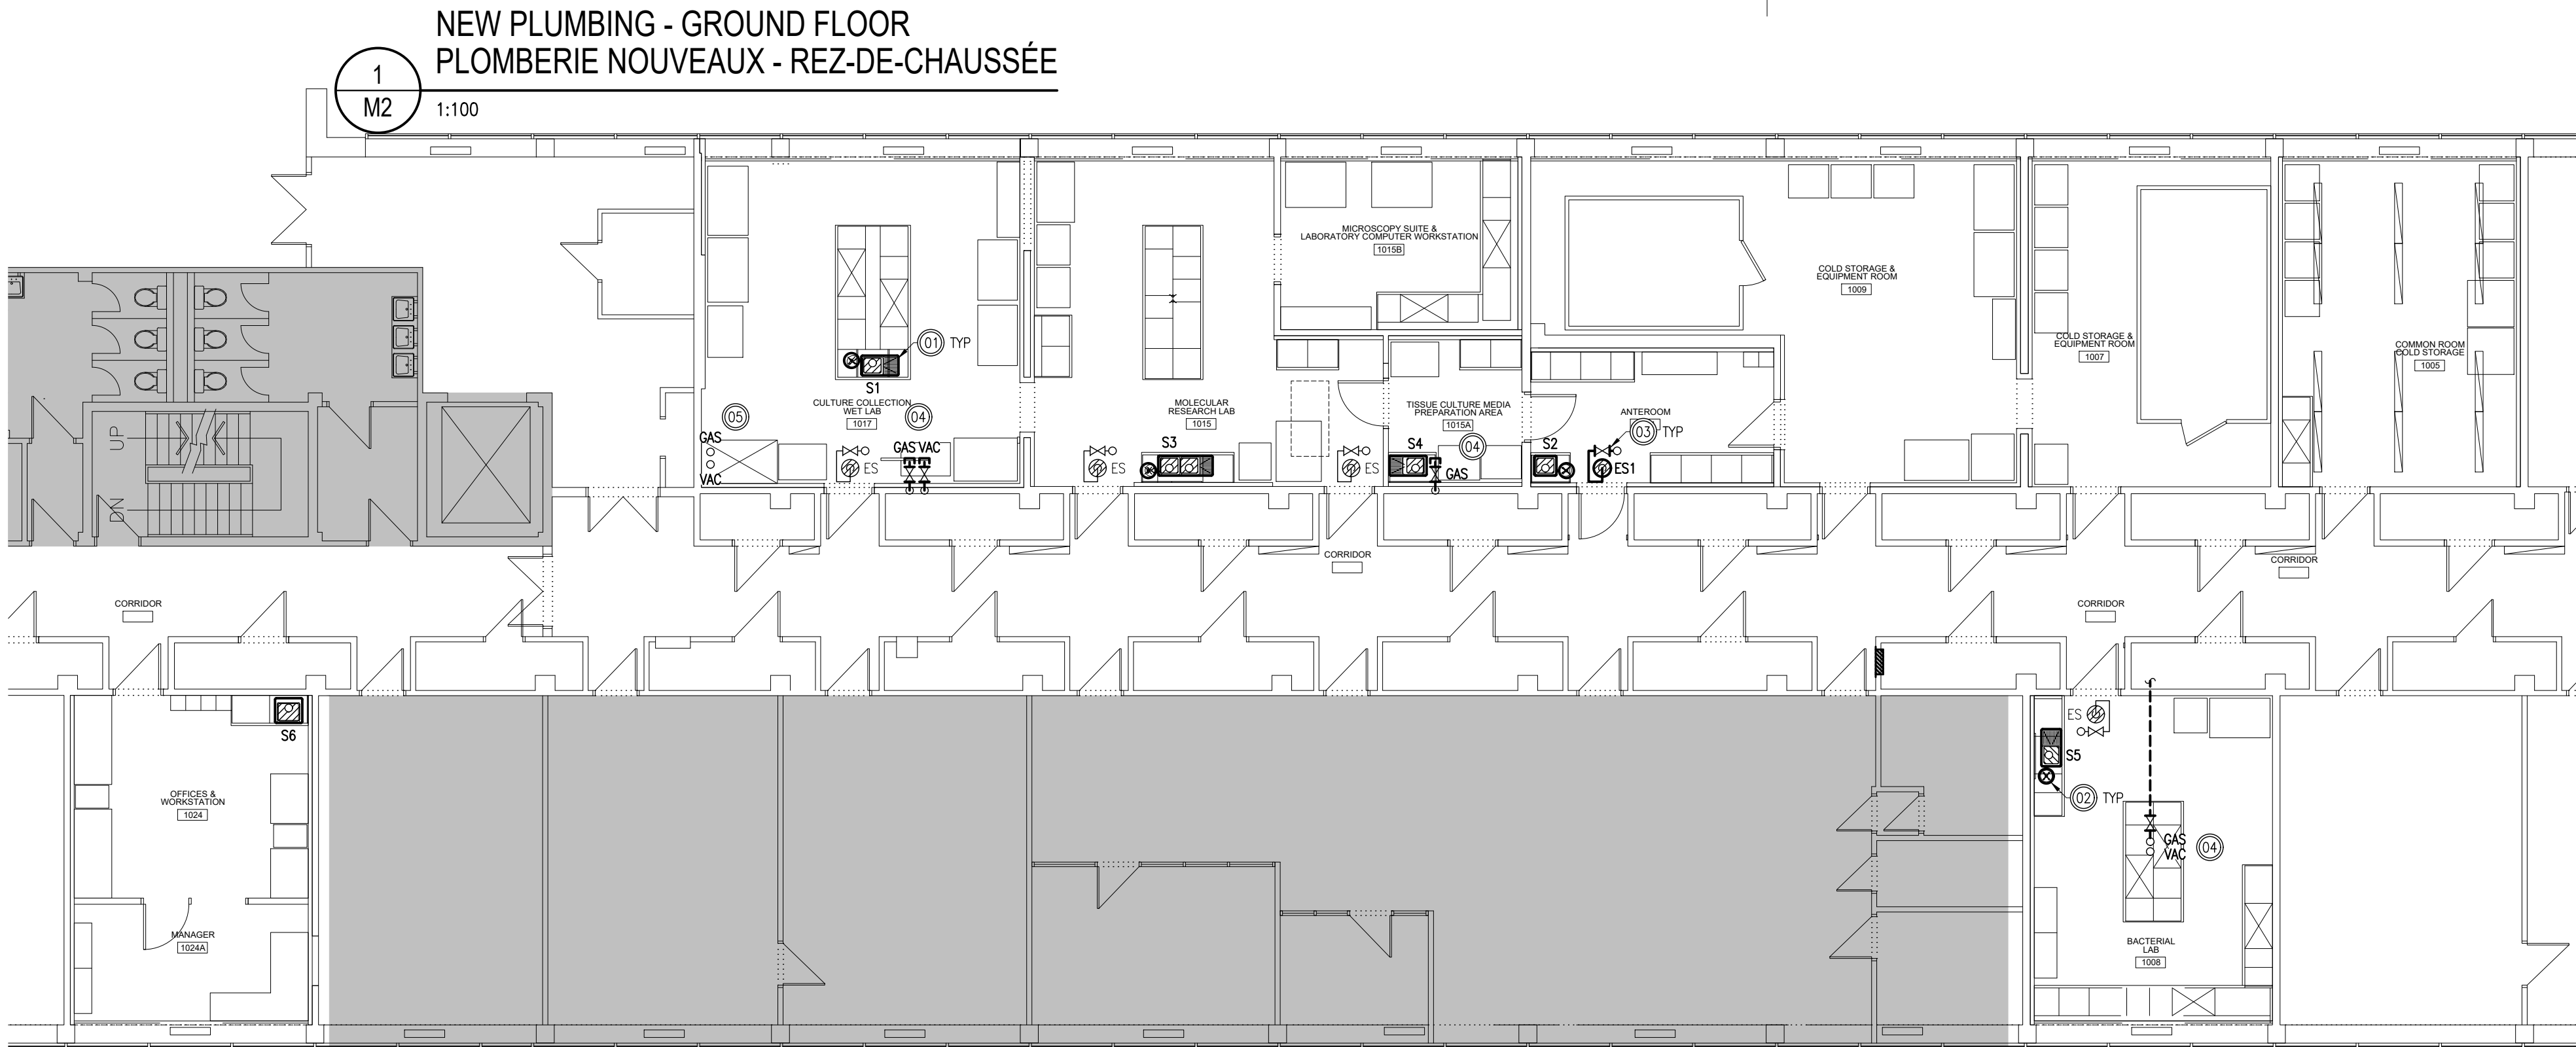 NEW PLUMBING - GROUND FLOOR
PLOMBERIE NOUVEAUX - REZ-DE-CHAUSSÉE
1
M2
1:100
MICROSCOPY SUITE &
LABORATORY COMPUTER WORKSTATION
1015B
COLD STORAGE &
EQUIPMENT ROOM
1009
COLD STORAGE &
EQUIPMENT ROOM
1007
COMMON ROOM
COLD STORAGE
1005
01 TYP
S1
CULTURE COLLECTION
WET LAB
1017
04
05
GAS
VAC
ES
GAS VAC
MOLECULAR
RESEARCH LAB
1015
S3
ES
ES
TISSUE CULTURE MEDIA
PREPARATION AREA
1015A
S4
04
GAS
S2
ANTEROOM
03 TYP
ES1
UP
DN
CORRIDOR
CORRIDOR
CORRIDOR
CORRIDOR
S6
OFFICES &
WORKSTATION
1024
MANAGER
1024A
ES
S5
02 TYP
GAS
VAC
04
BACTERIAL
LAB
1008